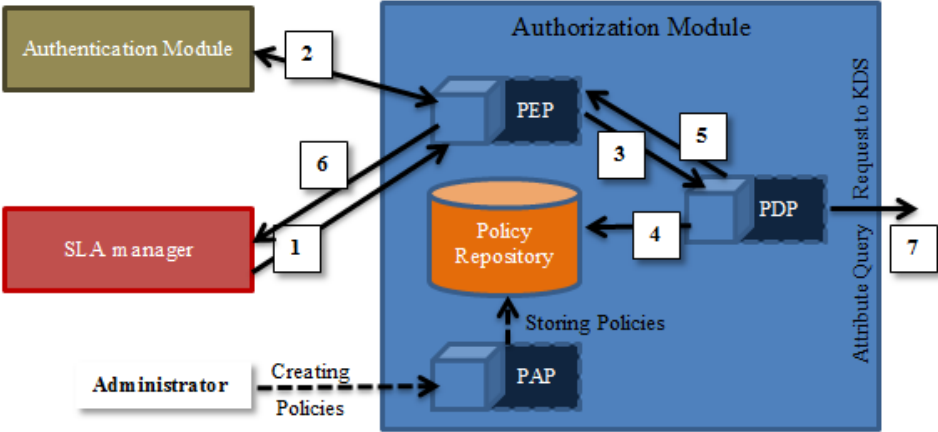 Authorization Module
Authentication Module
2
PEP
5
3
6
Request to KDS
PDP
1
SLA manager
Policy
Repository
4
7
Attribute Query
Storing Policies
Creating
Policies
Administrator
PAP